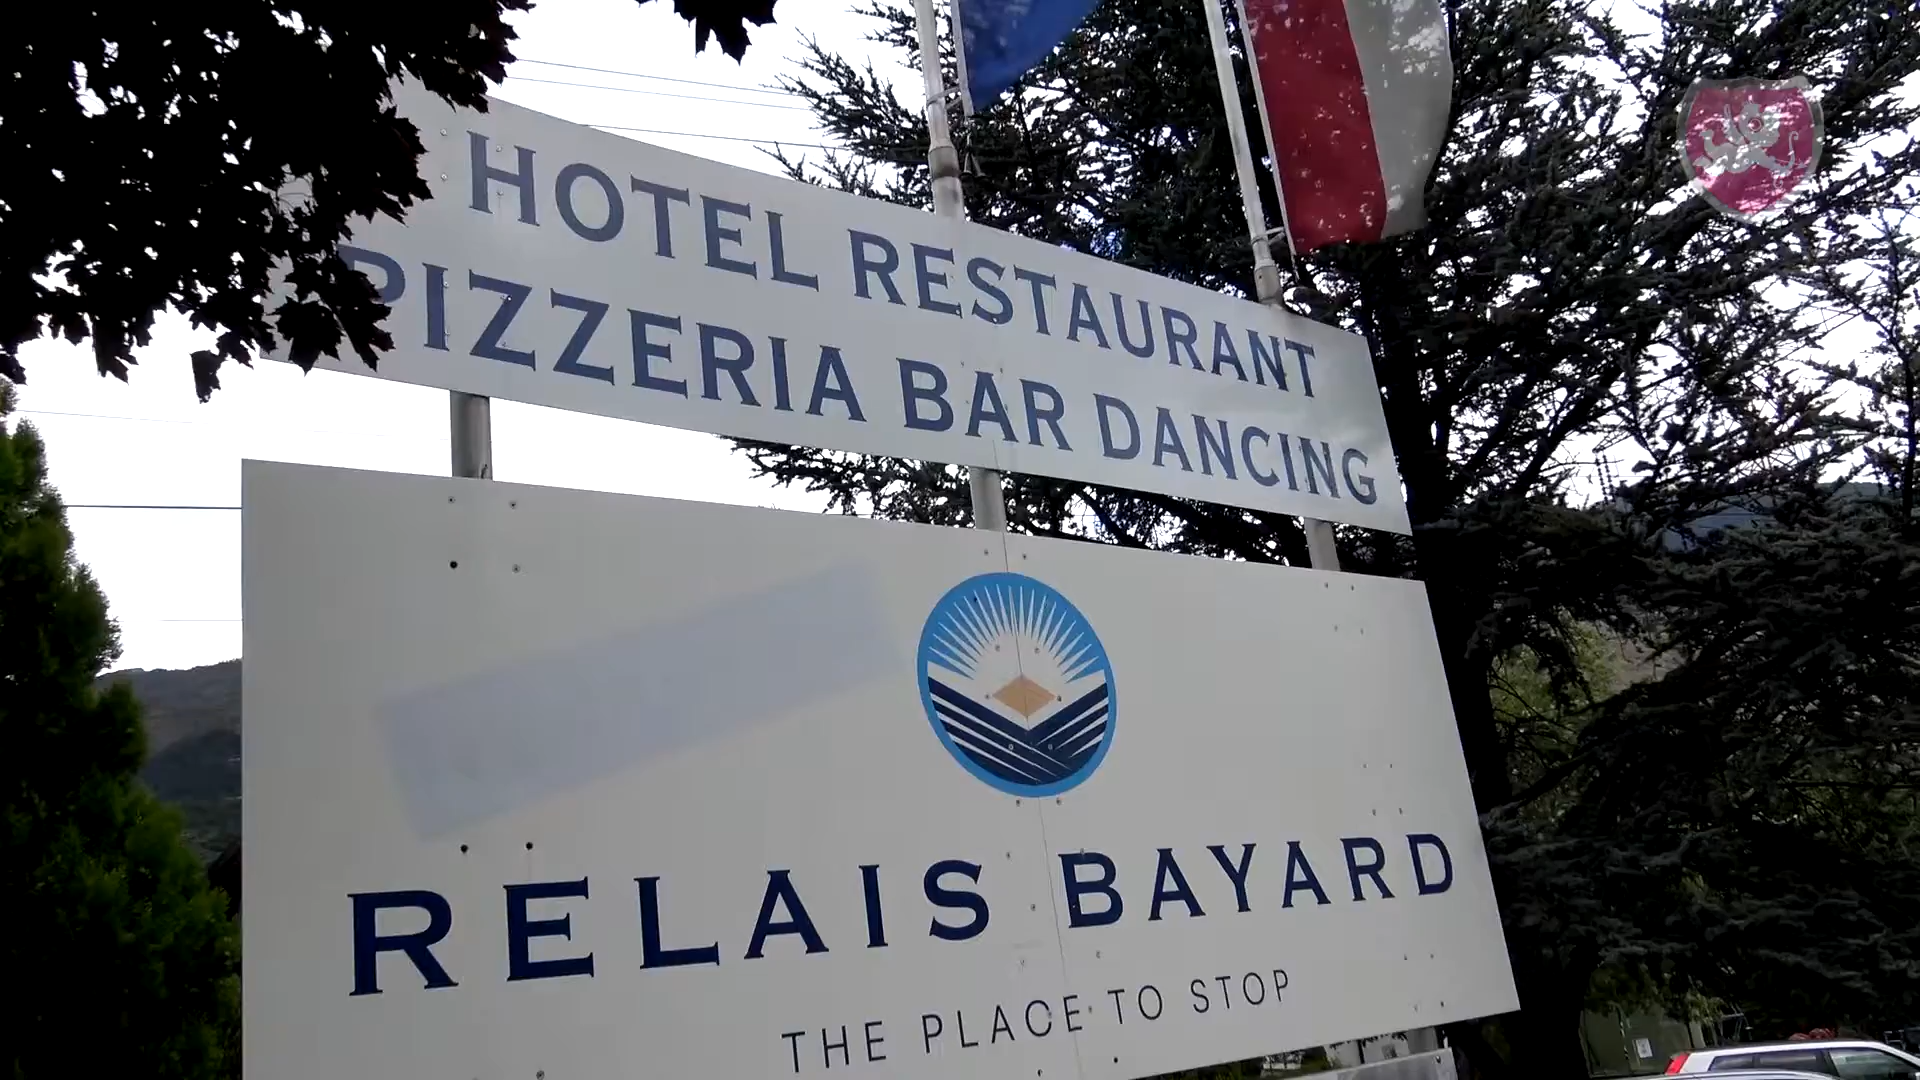 HOTEL RESTAURANT
PIZZERIA BAR DANCING
RELAIS BAYARD
THE PLACE TO STOP